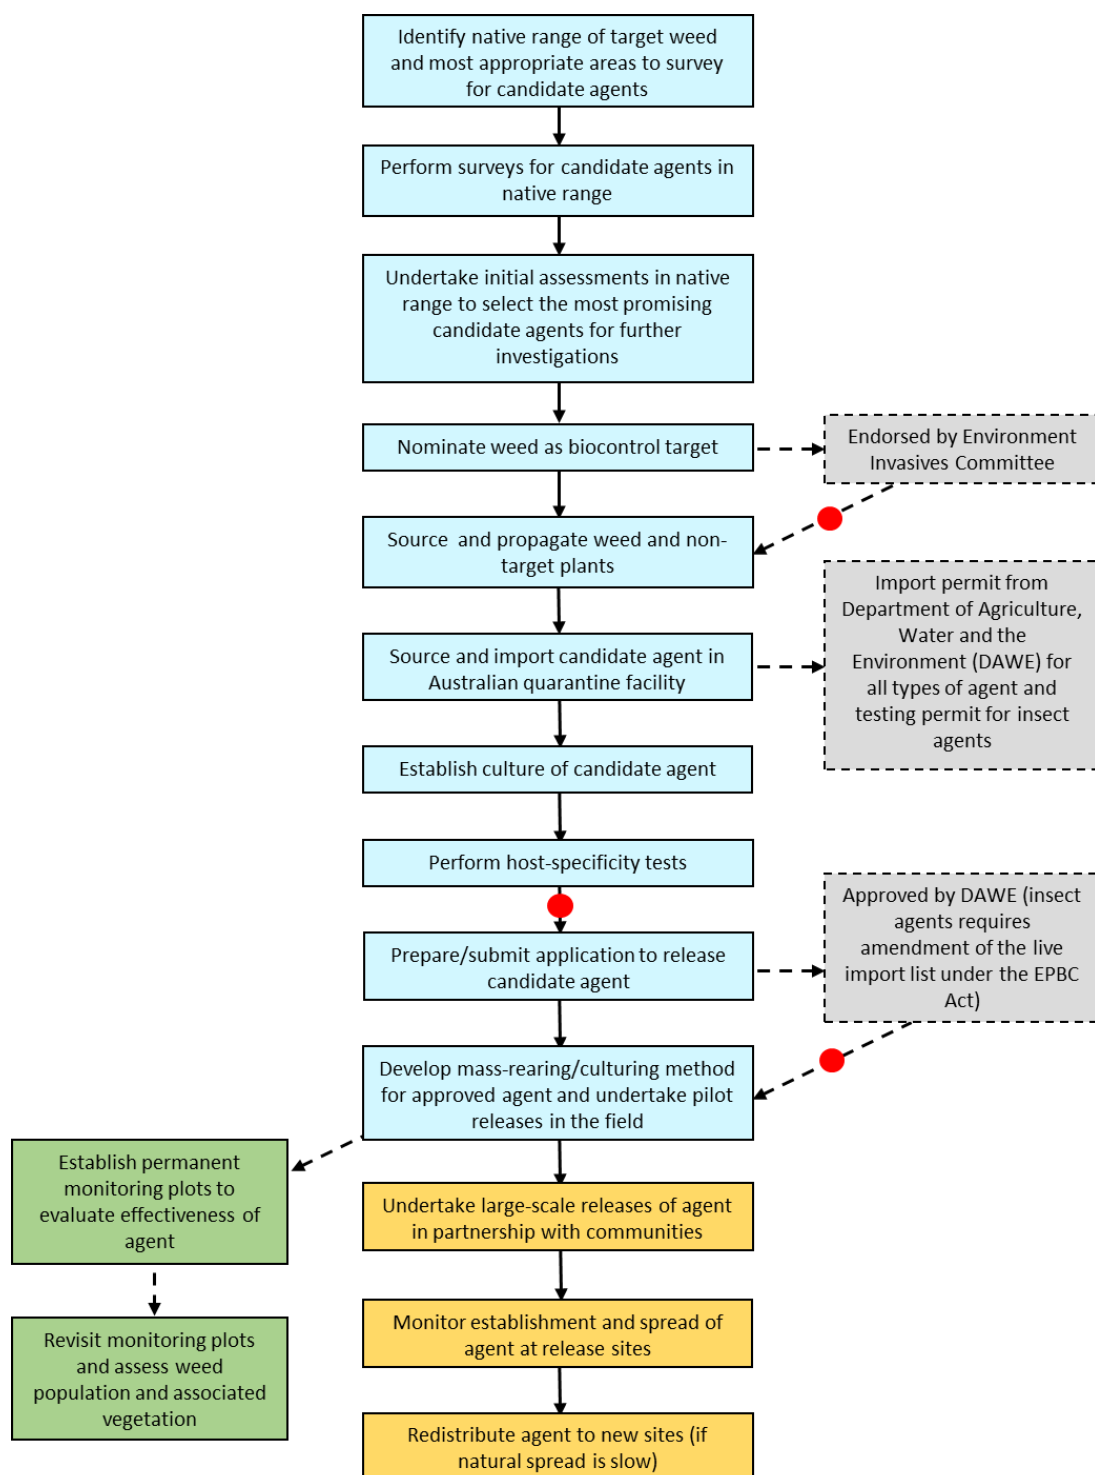 Identify native range of target weed
and most appropriate areas to survey
for candidate agents
Perform surveys for candidate agents in
native range
Undertake initial assessments in native
range to select the most promising
candidate agents for further
investigations
Nominate weed as biocontrol target
Endorsed by Environment
Invasives Committee
Source and propagate weed and non-
target plants
Import permit from
Department of Agriculture,
Water and the
Environment (DAWE) for
all types of agent and
testing permit for insect
agents
Source and import candidate agent in
Australian quarantine facility
Establish culture of candidate agent
Perform host-specificity tests
Approved by DAWE (insect
agents requires
amendment of the live
import list under the EPBC
Act)
Prepare/submit application to release
candidate agent
Develop mass-rearing/culturing method
for approved agent and undertake pilot
releases in the field
Establish permanent
monitoring plots to
evaluate effectiveness of
agent
Undertake large-scale releases of agent
in partnership with communities
Monitor establishment and spread of
agent at release sites
Revisit monitoring plots
and assess weed
population and associated
vegetation
Redistribute agent to new sites (if
natural spread is slow)